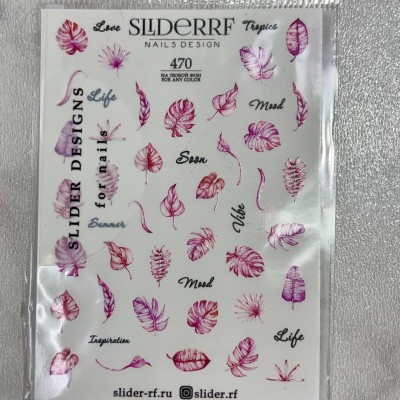 Love
SLIDERRF
Tropics
NAILS DESIGN
470
НА ЛЮБОЙ ФОН
FOR ANY COLOR
Life
Mood
SLIDER DESIGNS
for nails
Soon
Vibe
Summer
Mood
Inspiration
Life
slider-rf.ru
slider.rf